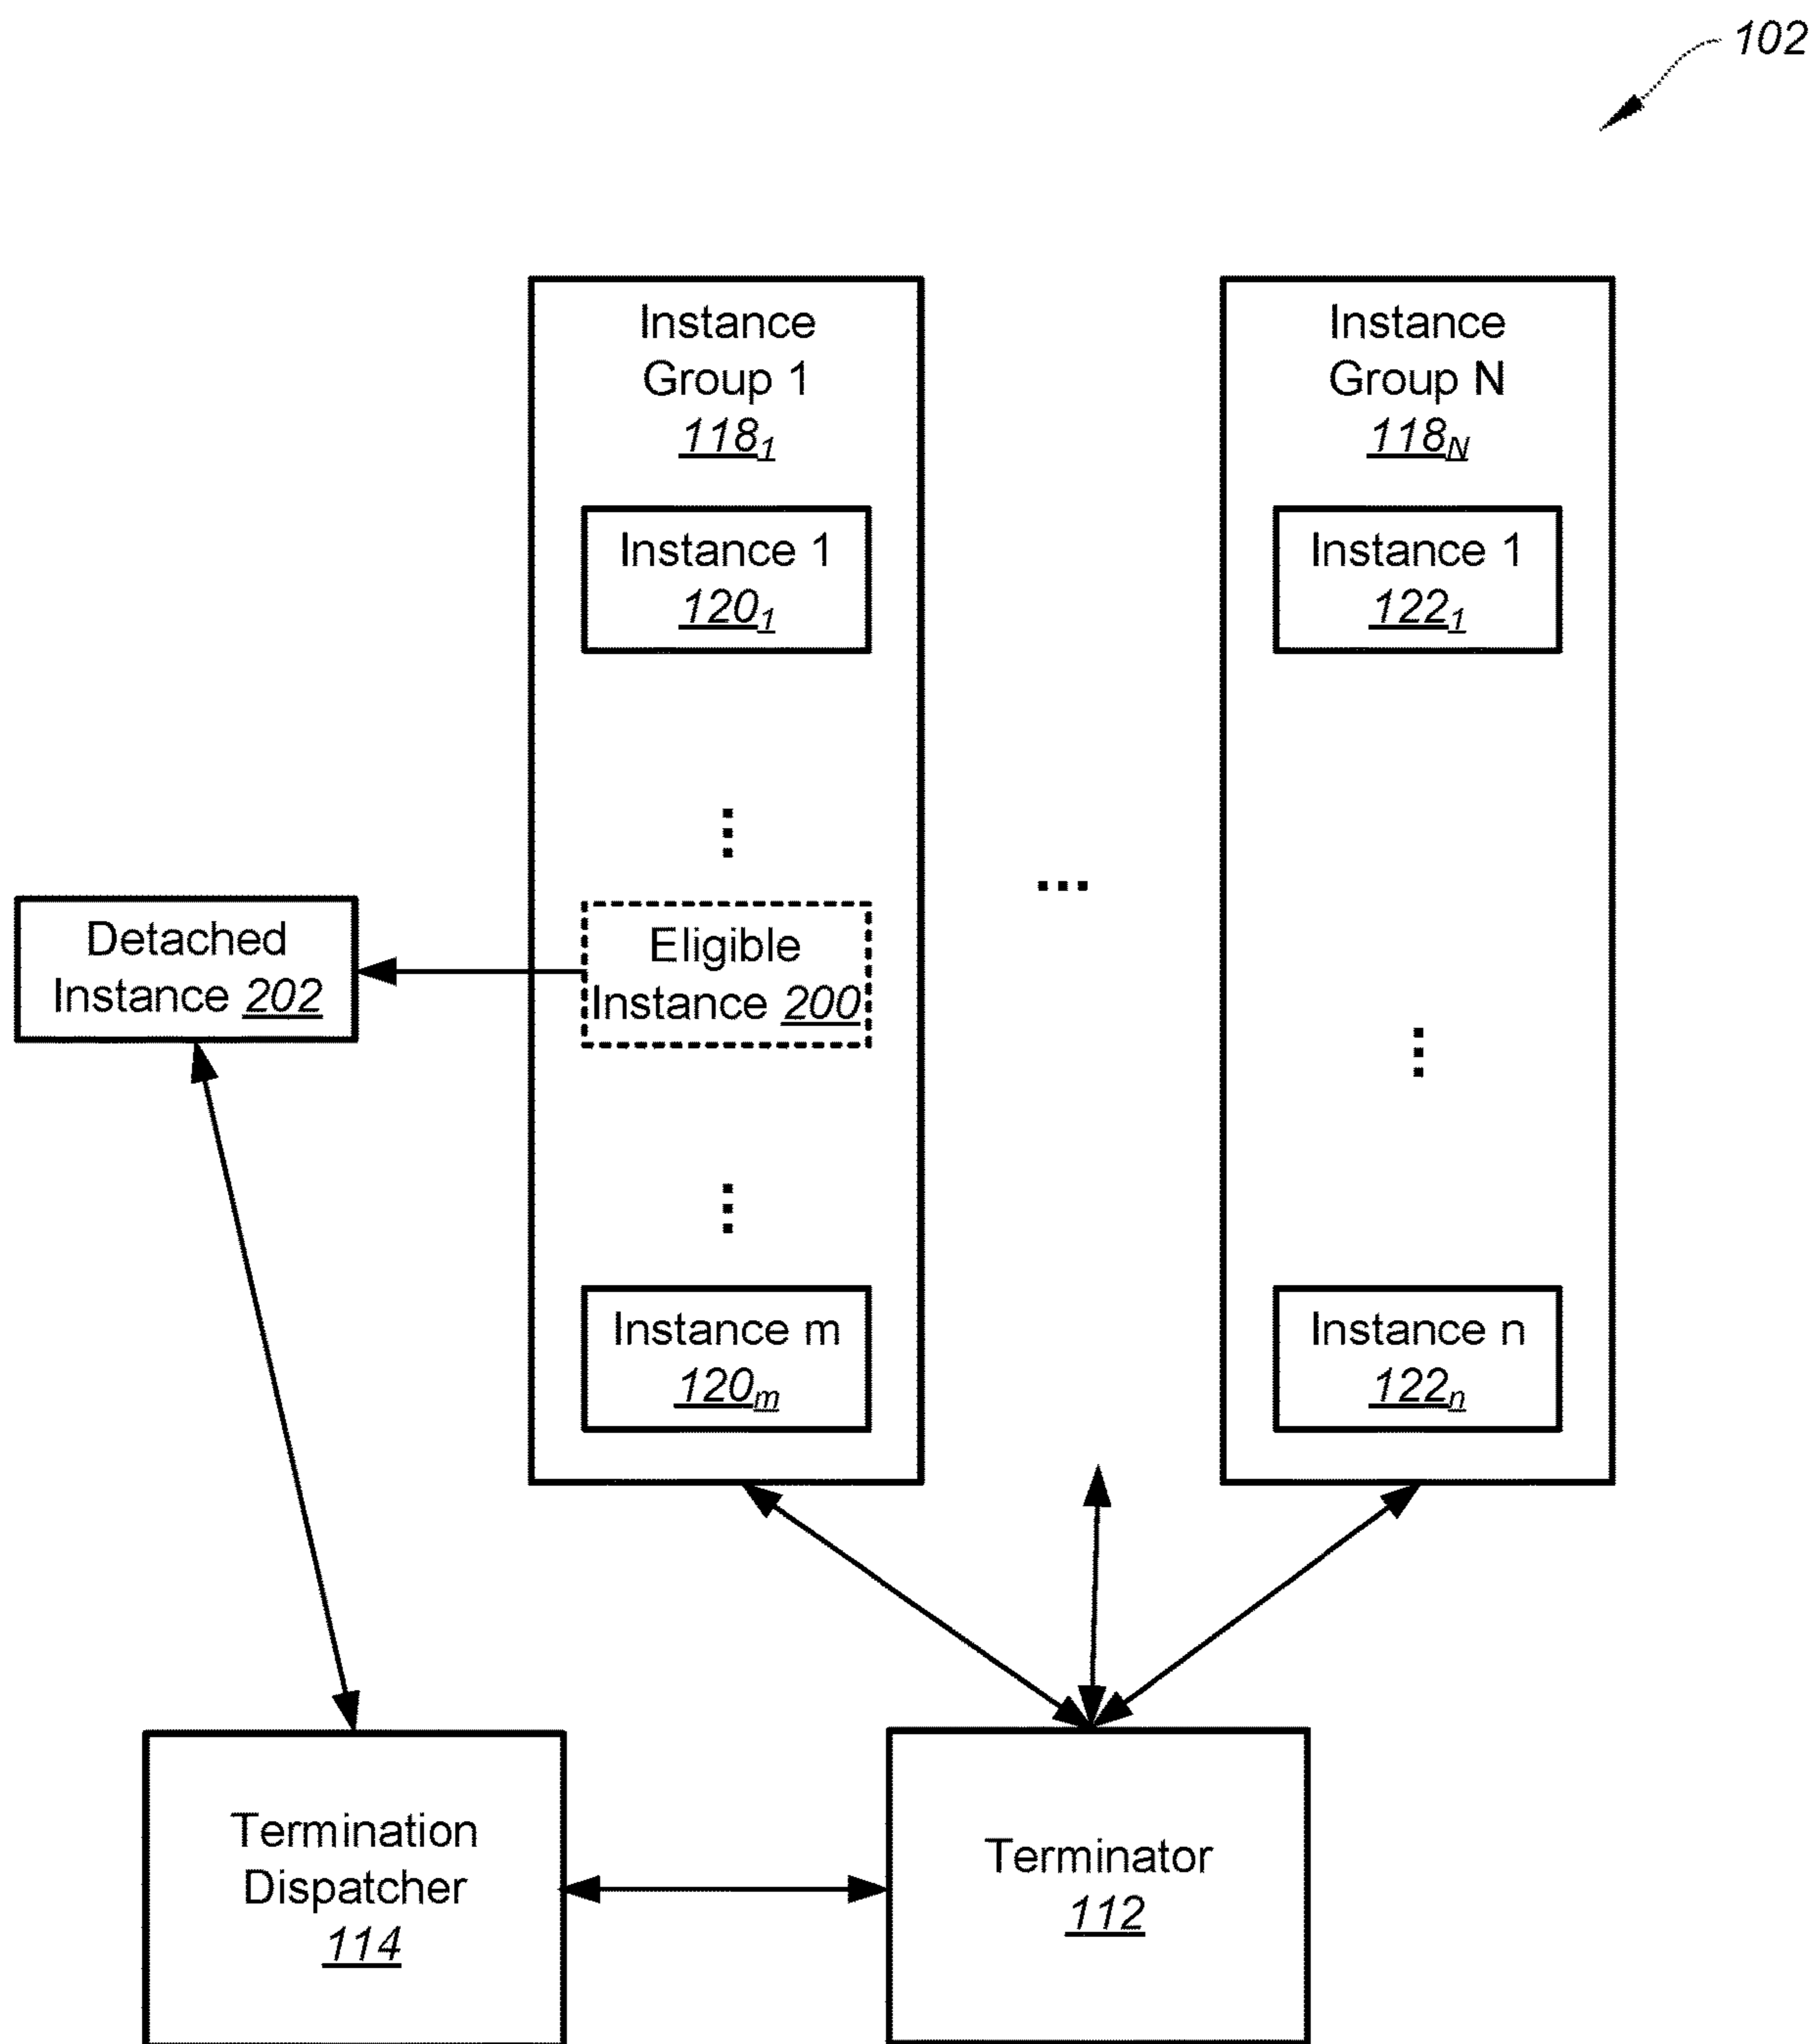 102
Instance
Group 1
118₁
Instance 1
120₁
⋮
Eligible
Instance 200
⋮
Instance m
120ₘ
...
Instance
Group N
118_N
Instance 1
122₁
⋮
Instance n
122ₙ
Detached
Instance 202
Termination
Dispatcher
114
Terminator
112